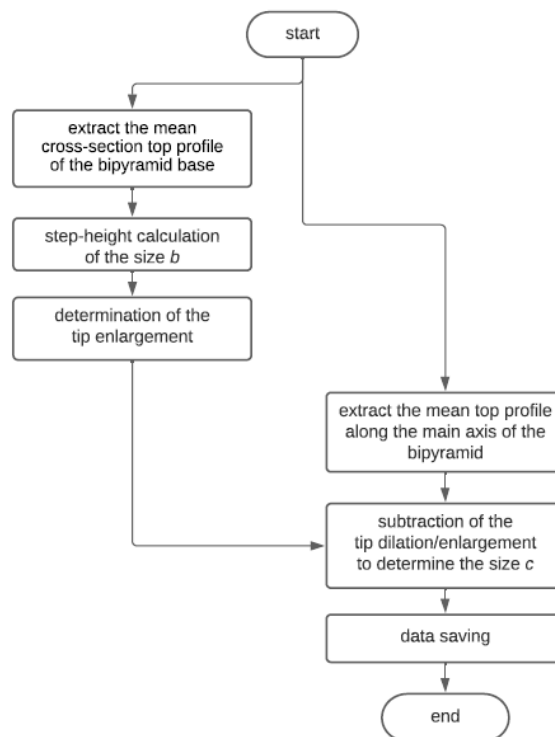 start
extract the mean
cross-section top profile
of the bipyramid base
step-height calculation
of the size b
determination of the
tip enlargement
extract the mean top profile
along the main axis of the
bipyramid
subtraction of the
tip dilation/enlargement
to determine the size c
data saving
end